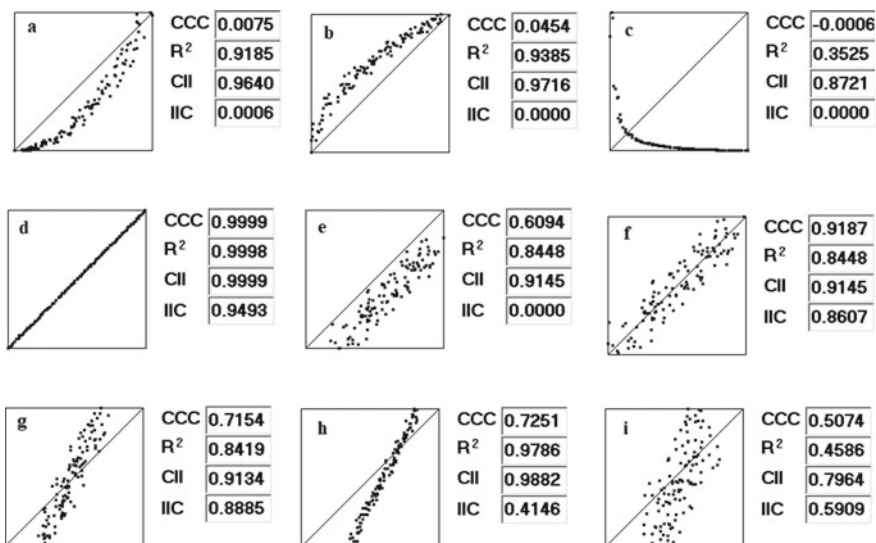 a
CCC 0.0075
R² 0.9185
CII 0.9640
IIC 0.0006
b
CCC 0.0454
R² 0.9385
CII 0.9716
IIC 0.0000
c
CCC -0.0006
R² 0.3525
CII 0.8721
IIC 0.0000
d
CCC 0.9999
R² 0.9998
CII 0.9999
IIC 0.9493
e
CCC 0.6094
R² 0.8448
CII 0.9145
IIC 0.0000
f
CCC 0.9187
R² 0.8448
CII 0.9145
IIC 0.8607
g
CCC 0.7154
R² 0.8419
CII 0.9134
IIC 0.8885
h
CCC 0.7251
R² 0.9786
CII 0.9882
IIC 0.4146
i
CCC 0.5074
R² 0.4586
CII 0.7964
IIC 0.5909